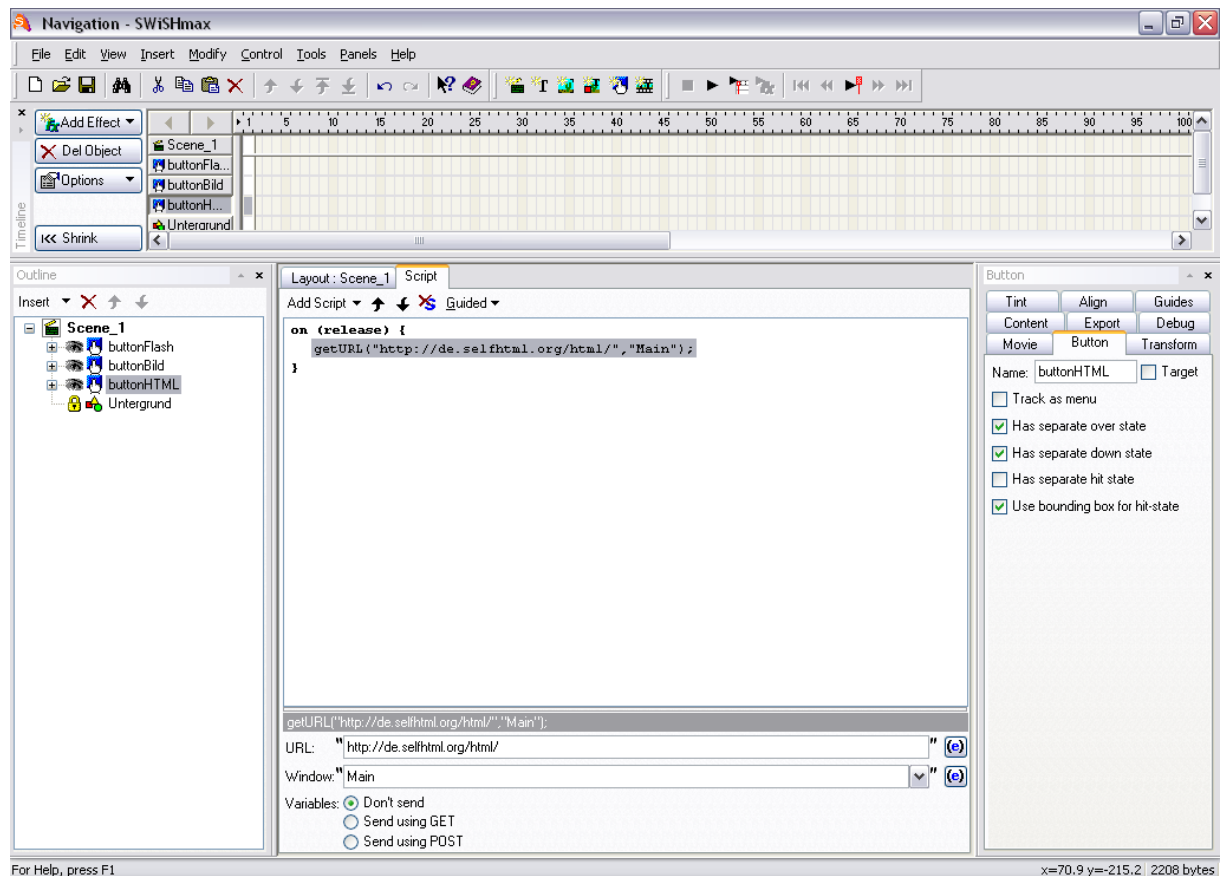 Navigation - SWiSHmax
File Edit View Insert Modify Control Tools Panels Help
Add Effect
Del Object
Options
Shrink
Timeline
1 5 10 15 20 25 30 35 40 45 50 55 60 65 70 75 80 85 90 95 100
Scene_1
buttonFla...
buttonBild
buttonH...
Untergrund
Outline
Insert
Scene_1
buttonFlash
buttonBild
buttonHTML
Untergrund
Layout : Scene_1 Script
Add Script Guided
on (release) {
getURL("http://de.selfhtml.org/html/","Main");
}
getURL("http://de.selfhtml.org/html/","Main");
URL: "http://de.selfhtml.org/html/" (e)
Window: "Main" (e)
Variables: Don't send
Send using GET
Send using POST
Button
Tint Align Guides
Content Export Debug
Movie Button Transform
Name: buttonHTML Target
Track as menu
Has separate over state
Has separate down state
Has separate hit state
Use bounding box for hit-state
For Help, press F1
x=70.9 y=-215.2 2208 bytes